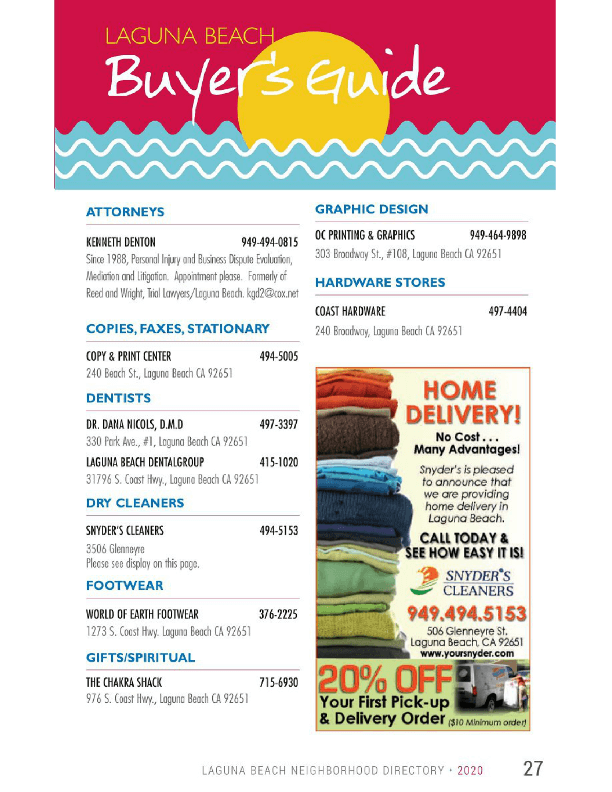 LAGUNA BEACH
Buyer's Guide
ATTORNEYS
KENNETH DENTON 949-494-0815
Since 1988, Personal Injury and Business Dispute Evaluation,
Mediation and Litigation. Appointment please. Formerly of
Reed and Wright, Trial Lawyers/Laguna Beach. kgd2@cox.net
COPIES, FAXES, STATIONARY
COPY & PRINT CENTER 494-5005
240 Beach St., Laguna Beach CA 92651
DENTISTS
DR. DANA NICOLS, D.M.D 497-3397
330 Park Ave., #1, Laguna Beach CA 92651
LAGUNA BEACH DENTALGROUP 415-1020
31796 S. Coast Hwy., Laguna Beach CA 92651
DRY CLEANERS
SNYDER'S CLEANERS 494-5153
3506 Glenneyre
Please see display on this page.
FOOTWEAR
WORLD OF EARTH FOOTWEAR 376-2225
1273 S. Coast Hwy. Laguna Beach CA 92651
GIFTS/SPIRITUAL
THE CHAKRA SHACK 715-6930
976 S. Coast Hwy., Laguna Beach CA 92651
GRAPHIC DESIGN
OC PRINTING & GRAPHICS 949-464-9898
303 Broadway St., #108, Laguna Beach CA 92651
HARDWARE STORES
COAST HARDWARE 497-4404
240 Broadway, Laguna Beach CA 92651
HOME
DELIVERY!
No Cost...
Many Advantages!
Snyder's is pleased
to announce that
we are providing
home delivery in
Laguna Beach.
CALL TODAY &
SEE HOW EASY IT IS!
SNYDER'S
CLEANERS
949.494.5153
506 Glenneyre St.
Laguna Beach, CA 92651
www.yoursnyder.com
20% OFF
Your First Pick-up
& Delivery Order ($10 Minimum order)
LAGUNA BEACH NEIGHBORHOOD DIRECTORY • 2020 27